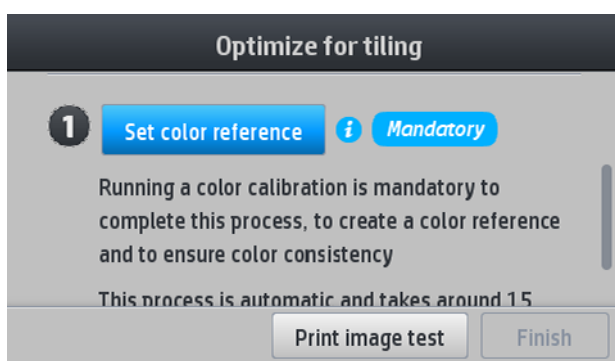 Optimize for tiling
1 Set color reference i Mandatory
Running a color calibration is mandatory to
complete this process, to create a color reference
and to ensure color consistency
This process is automatic and takes around 15
Print image test Finish